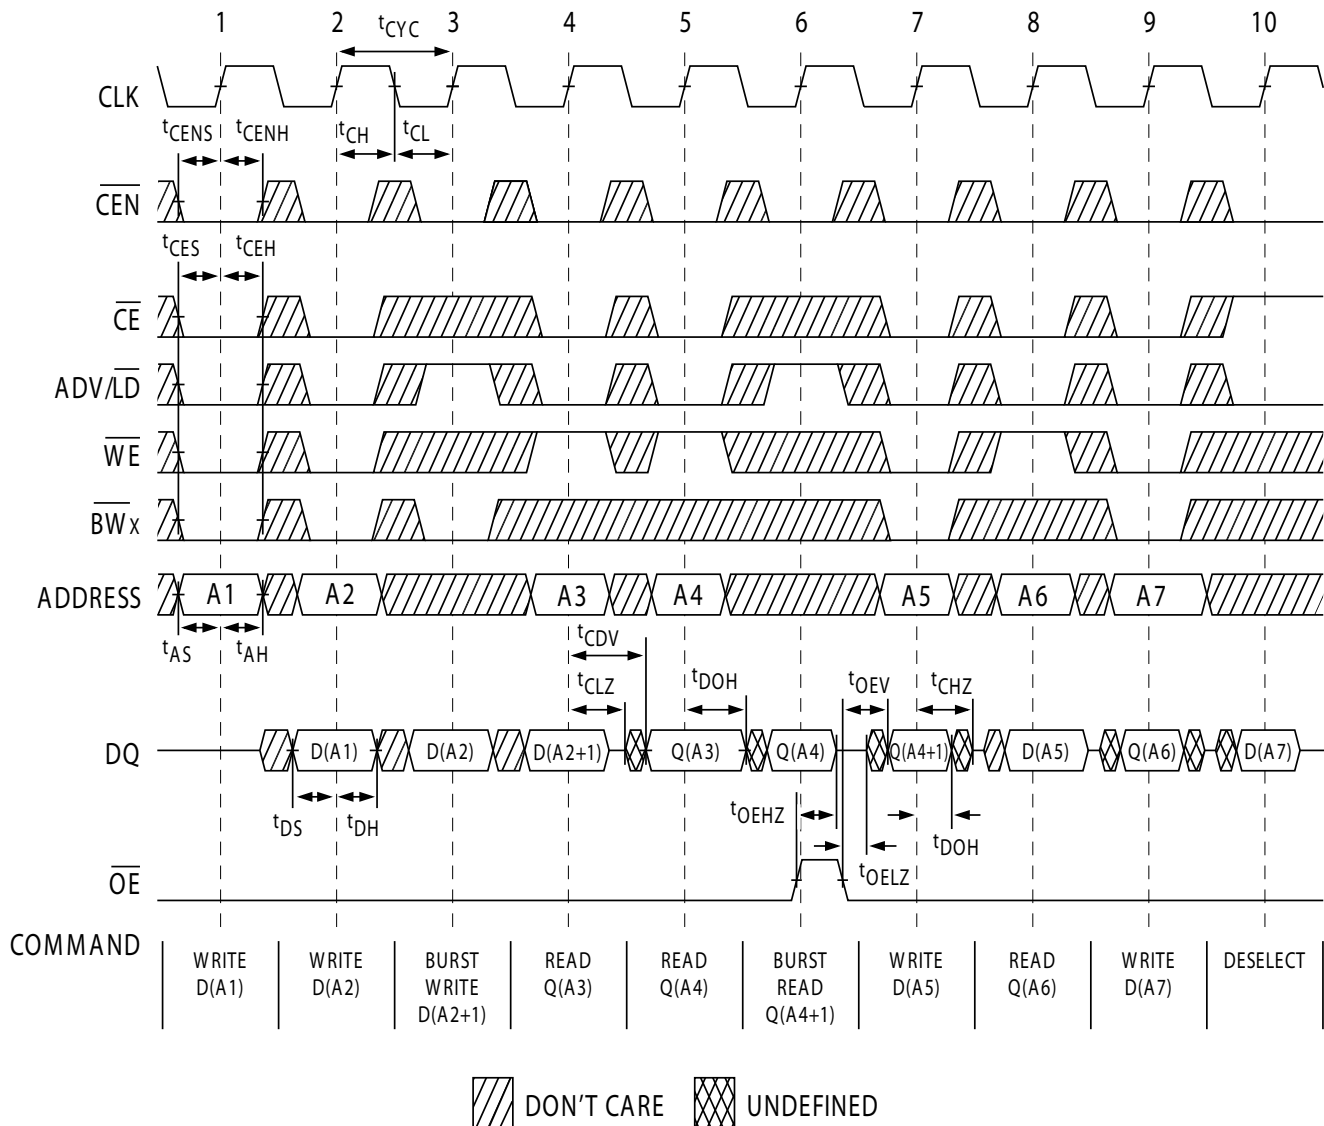 1 2 tCYC 3 4 5 6 7 8 9 10
CLK
tCENS tCENH tCH tCL
CEN
tCES tCEH
CE
ADV/LD
WE
BWx
ADDRESS A1 A2 A3 A4 A5 A6 A7
tAS tAH tCDV
tCLZ tDOH tOEV tCHZ
DQ D(A1) D(A2) D(A2+1) Q(A3) Q(A4) Q(A4+1) D(A5) Q(A6) D(A7)
tDS tDH tOEHZ tDOH
tOELZ
OE
COMMAND
WRITE D(A1)
WRITE D(A2)
BURST WRITE D(A2+1)
READ Q(A3)
READ Q(A4)
BURST READ Q(A4+1)
WRITE D(A5)
READ Q(A6)
WRITE D(A7)
DESELECT
DON'T CARE UNDEFINED